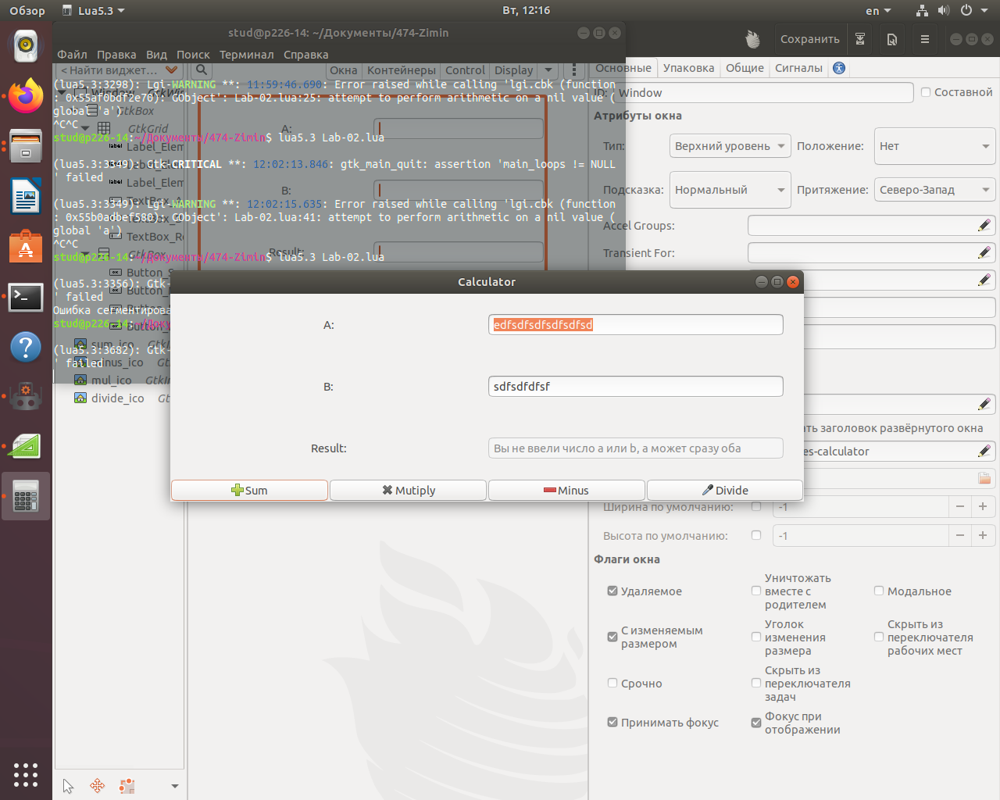 Обзор
Lua5.3
Вт, 12:16
en
stud@p226-14: ~/Документы/474-Zimin
Файл Правка Вид Поиск Терминал Справка
Сохранить
< Найти виджет…
Окна Контейнеры Control Display
Основные Упаковка Общие Сигналы
(lua5.3:3298): Lgi-WARNING **: 11:59:46.690: Error raised while calling 'lgi.cbk (function
: 0x55af0bdf2e70): GObject': Lab-02.lua:25: attempt to perform arithmetic on a nil value (
global 'a')
^C^C
stud@p226-14:~/Документы/474-Zimin$ lua5.3 Lab-02.lua
(lua5.3:3349): Gtk-CRITICAL **: 12:02:13.846: gtk_main_quit: assertion 'main_loops != NULL
' failed
(lua5.3:3349): Lgi-WARNING **: 12:02:15.635: Error raised while calling 'lgi.cbk (function
: 0x55b0adbef580): GObject': Lab-02.lua:41: attempt to perform arithmetic on a nil value (
global 'a')
^C^C
stud@p226-14:~/Документы/474-Zimin$ lua5.3 Lab-02.lua
(lua5.3:3356): Gtk-
' failed
Ошибка сегментирова
stud@p226-14:~/Доку
(lua5.3:3682): Gtk-
' failed
Window GtkWin
GtkBox
GtkGrid
Label_Elem
Label_Elem
Label_Elem
TextBox_
TextBox_
TextBox_Re
GtkBox
Button_S
Button_
Button_
Button_
sum_ico GtkI
minus_ico Gt
mul_ico GtkIn
divide_ico Gt
A:
B:
Result:
Calculator
A:
edfsdfsdfsdfsdfsd
B:
sdfsdfdfsf
Result:
Вы не ввели число a или b, а может сразу оба
Sum
Mutiply
Minus
Divide
ID:
Window
Составной
Атрибуты окна
Тип:
Верхний уровень
Положение:
Нет
Подсказка:
Нормальный
Притяжение:
Северо-Запад
Accel Groups:
Transient For:
ть заголовок развёрнутого окна
es-calculator
Ширина по умолчанию:
-1
Высота по умолчанию:
-1
Флаги окна
Удаляемое
Уничтожать
вместе с
родителем
Модальное
С изменяемым
размером
Уголок
изменения
размера
Скрыть из
переключателя
рабочих мест
Срочно
Скрыть из
переключателя
задач
Принимать фокус
Фокус при
отображении